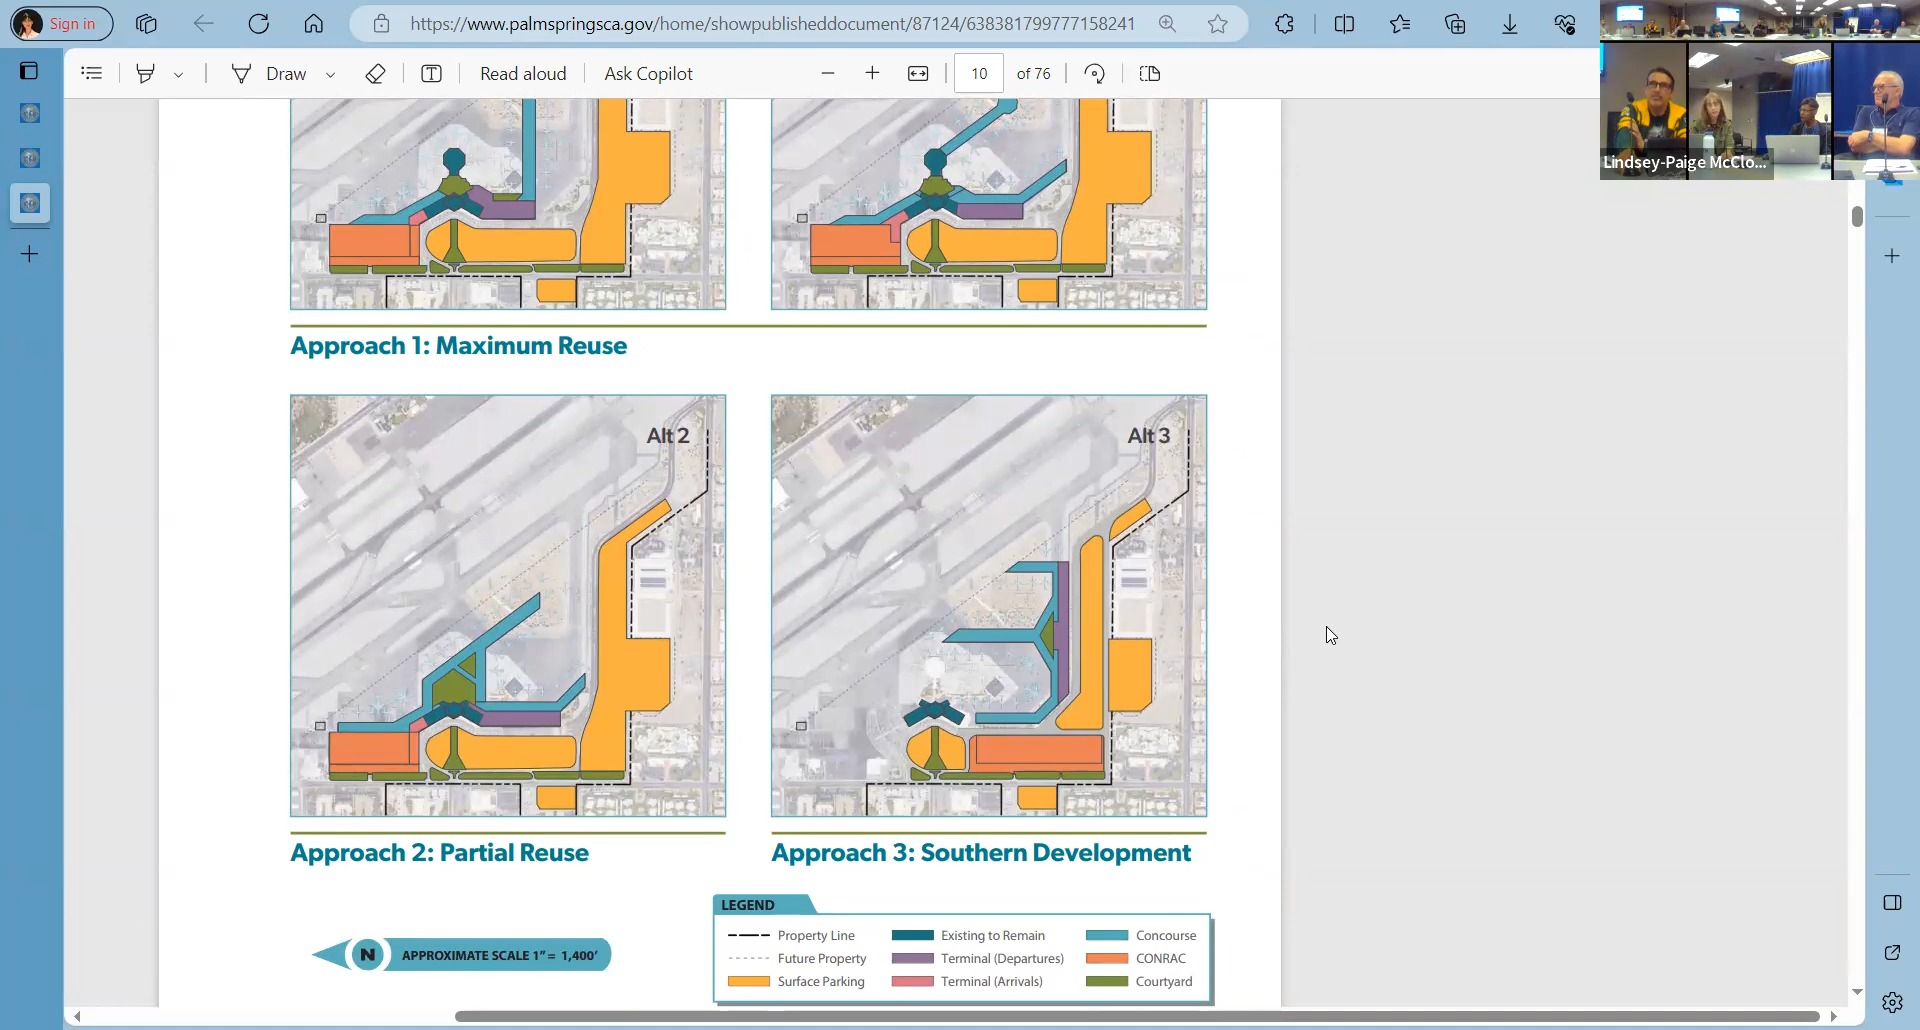 Sign in
https://www.palmspringsca.gov/home/showpublisheddocument/87124/638381799777158241
Draw
Read aloud
Ask Copilot
10
of 76
Lindsey-Paige McClo...
Approach 1: Maximum Reuse
Alt 2
Alt 3
Approach 2: Partial Reuse
Approach 3: Southern Development
LEGEND
N
APPROXIMATE SCALE 1" = 1,400'
Property Line
Existing to Remain
Concourse
Future Property
Terminal (Departures)
CONRAC
Surface Parking
Terminal (Arrivals)
Courtyard